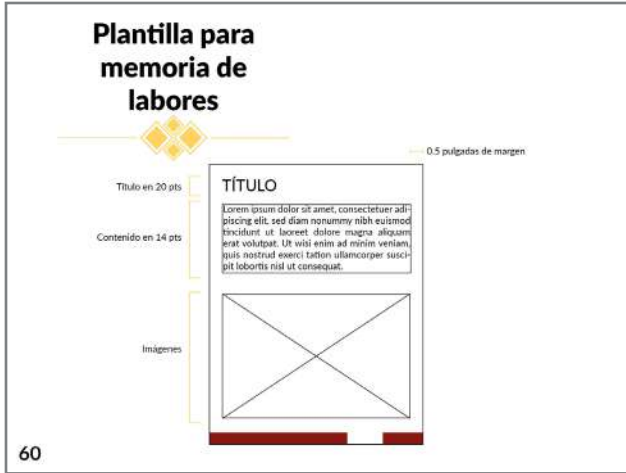 Plantilla para
memoria de
labores
0.5 pulgadas de margen
Título en 20 pts
TÍTULO
Contenido en 14 pts
Lorem ipsum dolor sit amet, consectetuer adi-
piscing elit, sed diam nonummy nibh euismod
tincidunt ut laoreet dolore magna aliquam
erat volutpat. Ut wisi enim ad minim veniam,
quis nostrud exerci tation ullamcorper susci-
pit lobortis nisl ut consequat.
Imágenes
60